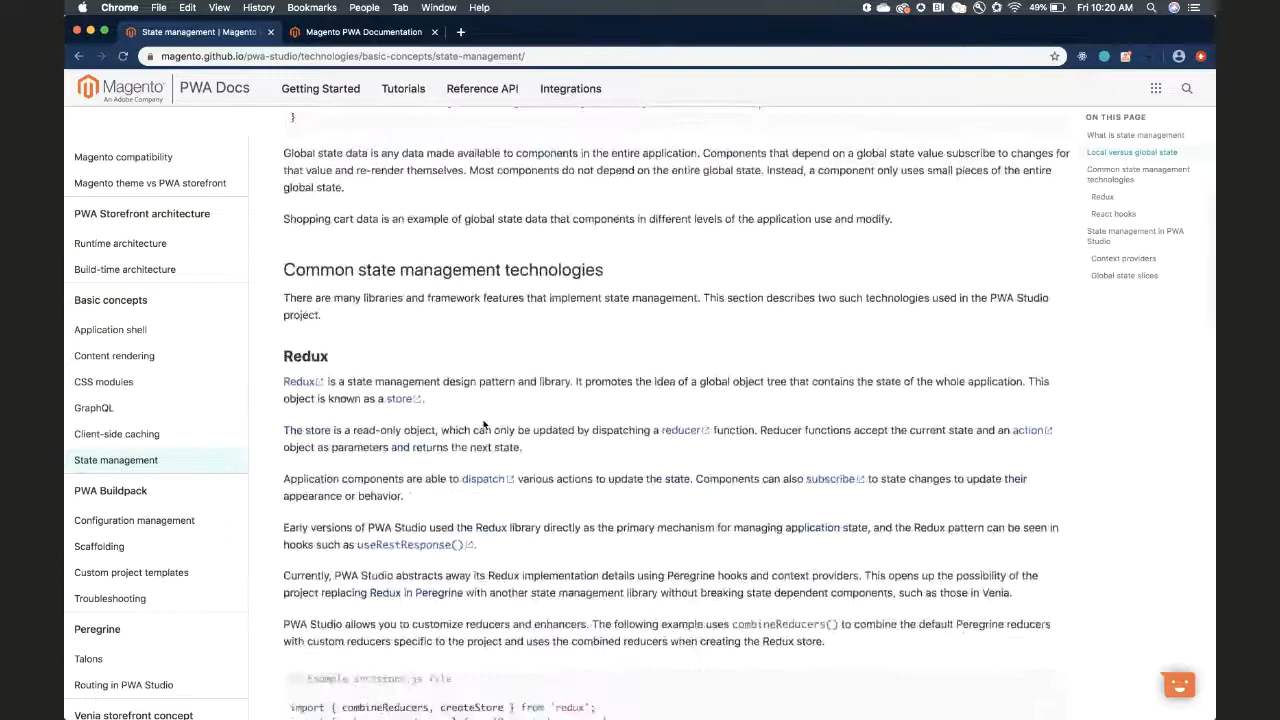 Chrome File Edit View History Bookmarks People Tab Window Help 49% Fri 10:20 AM
State management | Magento Magento PWA Documentation
magento.github.io/pwa-studio/technologies/basic-concepts/state-management/
Magento
An Adobe Company
PWA Docs
Getting Started Tutorials Reference API Integrations
Magento compatibility
Magento theme vs PWA storefront
PWA Storefront architecture
Runtime architecture
Build-time architecture
Basic concepts
Application shell
Content rendering
CSS modules
GraphQL
Client-side caching
State management
PWA Buildpack
Configuration management
Scaffolding
Custom project templates
Troubleshooting
Peregrine
Talons
Routing in PWA Studio
Venia storefront concept
}
Global state data is any data made available to components in the entire application. Components that depend on a global state value subscribe to changes for
that value and re-render themselves. Most components do not depend on the entire global state. Instead, a component only uses small pieces of the entire
global state.
Shopping cart data is an example of global state data that components in different levels of the application use and modify.
Common state management technologies
There are many libraries and framework features that implement state management. This section describes two such technologies used in the PWA Studio
project.
Redux
Redux is a state management design pattern and library. It promotes the idea of a global object tree that contains the state of the whole application. This
object is known as a store.
The store is a read-only object, which can only be updated by dispatching a reducer function. Reducer functions accept the current state and an action
object as parameters and returns the next state.
Application components are able to dispatch various actions to update the state. Components can also subscribe to state changes to update their
appearance or behavior.
Early versions of PWA Studio used the Redux library directly as the primary mechanism for managing application state, and the Redux pattern can be seen in
hooks such as useRestResponse().
Currently, PWA Studio abstracts away its Redux implementation details using Peregrine hooks and context providers. This opens up the possibility of the
project replacing Redux in Peregrine with another state management library without breaking state dependent components, such as those in Venia.
PWA Studio allows you to customize reducers and enhancers. The following example uses combineReducers() to combine the default Peregrine reducers
with custom reducers specific to the project and uses the combined reducers when creating the Redux store.
import { combineReducers, createStore } from 'redux';
ON THIS PAGE
What is state management
Local versus global state
Common state management
technologies
Redux
React hooks
State management in PWA
Studio
Context providers
Global state slices